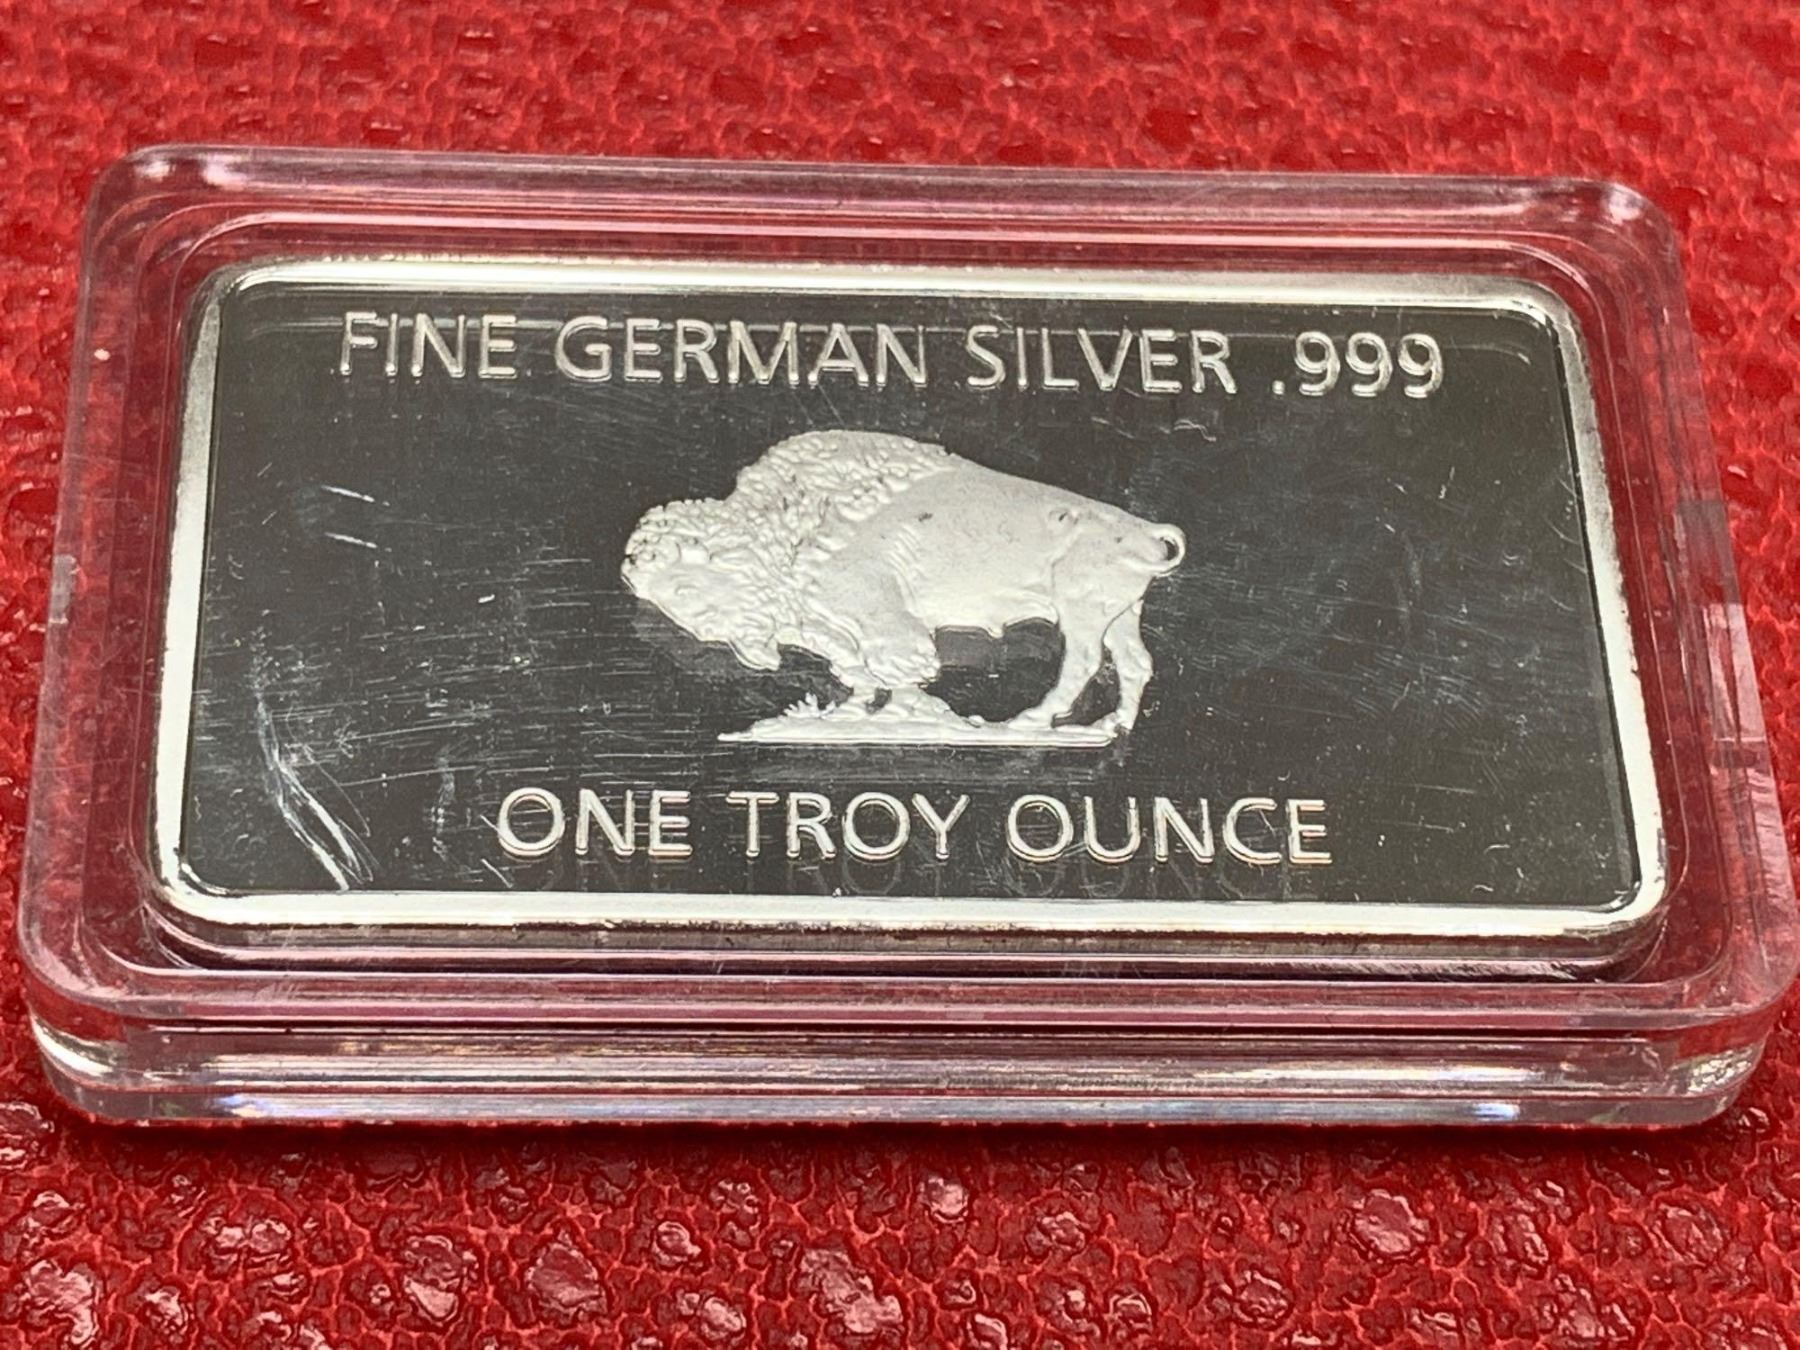 FINE GERMAN SILVER .999
ONE TROY OUNCE